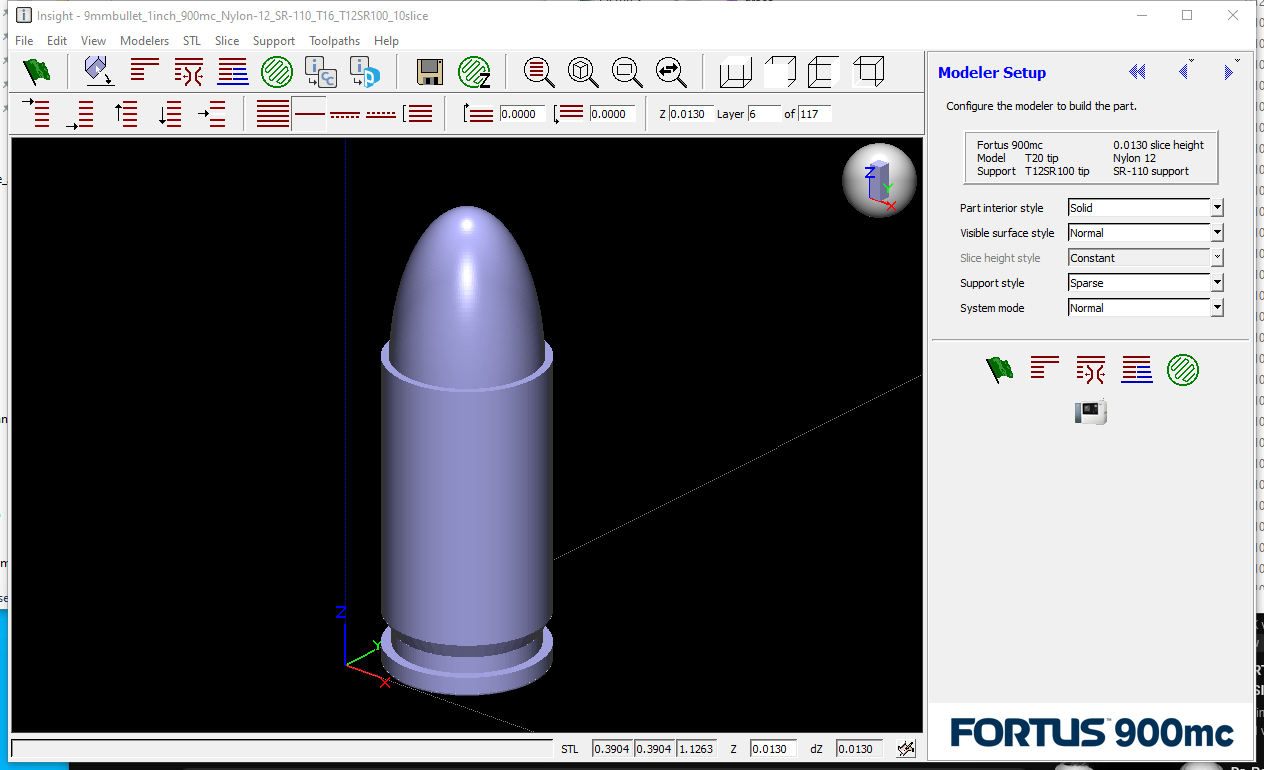 Insight - 9mmbullet_1inch_900mc_Nylon-12_SR-110_T16_T12SR100_10slice
File Edit View Modelers STL Slice Support Toolpaths Help
0.0000 0.0000 Z 0.0130 Layer 6 of 117
Z
Y
X
Z
Y
X
STL 0.3904 0.3904 1.1263 Z 0.0130 dZ 0.0130
Modeler Setup
Configure the modeler to build the part.
Fortus 900mc 0.0130 slice height
Model T20 tip Nylon 12
Support T12SR100 tip SR-110 support
Part interior style Solid
Visible surface style Normal
Slice height style Constant
Support style Sparse
System mode Normal
FORTUS™ 900mc